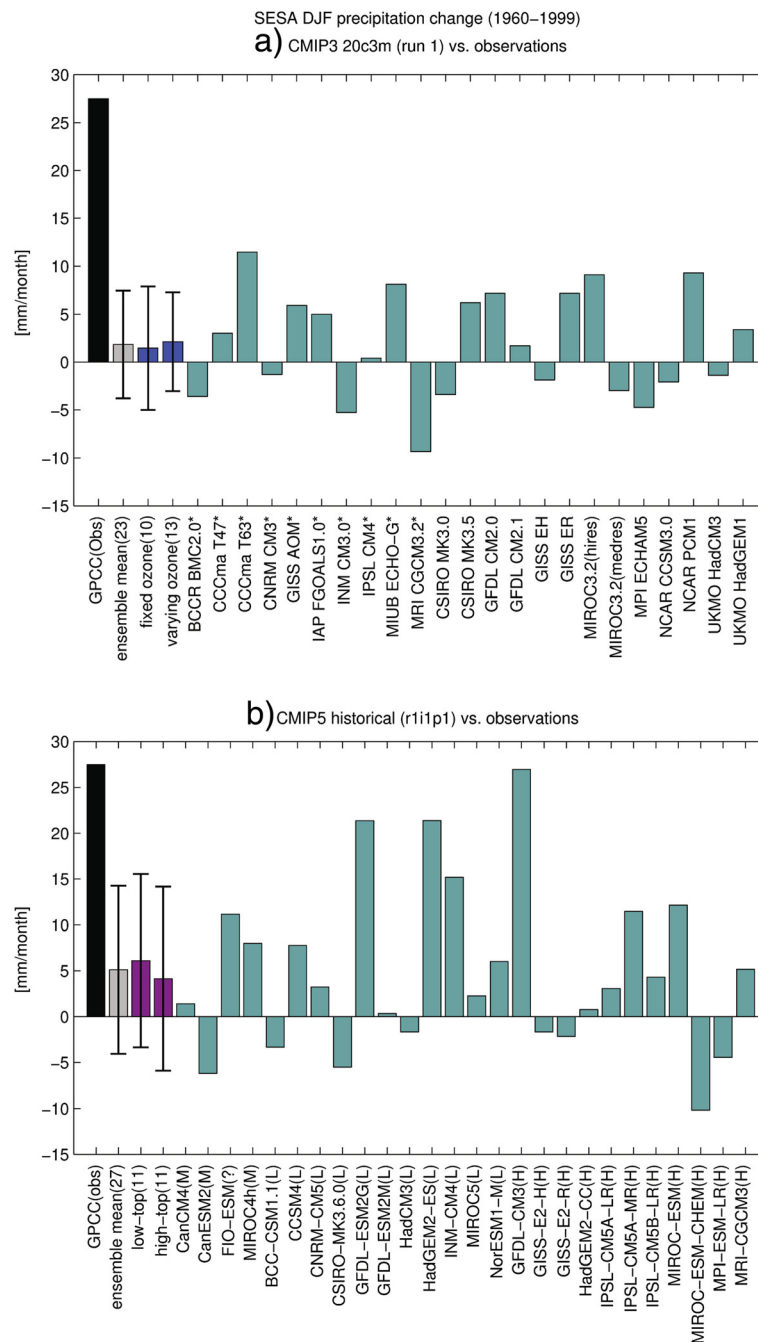 SESA DJF precipitation change (1960−1999)
a) CMIP3 20c3m (run 1) vs. observations
30
25
20
15
10
5
0
−5
−10
−15
[mm/month]
GPCC(Obs)
ensemble mean(23)
fixed ozone(10)
varying ozone(13)
BCCR BMC2.0*
CCCma T47*
CCCma T63*
CNRM CM3*
GISS AOM*
IAP FGOALS1.0*
INM CM3.0*
IPSL CM4*
MIUB ECHO−G*
MRI CGCM3.2*
CSIRO MK3.0
CSIRO MK3.5
GFDL CM2.0
GFDL CM2.1
GISS EH
GISS ER
MIROC3.2(hires)
MIROC3.2(medres)
MPI ECHAM5
NCAR CCSM3.0
NCAR PCM1
UKMO HadCM3
UKMO HadGEM1
b) CMIP5 historical (r1i1p1) vs. observations
30
25
20
15
10
5
0
−5
−10
−15
[mm/month]
GPCC(obs)
ensemble mean(27)
low−top(11)
high−top(11)
CanCM4(M)
CanESM2(M)
FIO−ESM(?)
MIROC4h(M)
BCC−CSM1.1(L)
CCSM4(L)
CNRM−CM5(L)
CSIRO−MK3.6.0(L)
GFDL−ESM2G(L)
GFDL−ESM2M(L)
HadCM3(L)
HadGEM2−ES(L)
INM−CM4(L)
MIROC5(L)
NorESM1−M(L)
GFDL−CM3(H)
GISS−E2−H(H)
GISS−E2−R(H)
HadGEM2−CC(H)
IPSL−CM5A−LR(H)
IPSL−CM5A−MR(H)
IPSL−CM5B−LR(H)
MIROC−ESM(H)
MIROC−ESM−CHEM(H)
MPI−ESM−LR(H)
MRI−CGCM3(H)